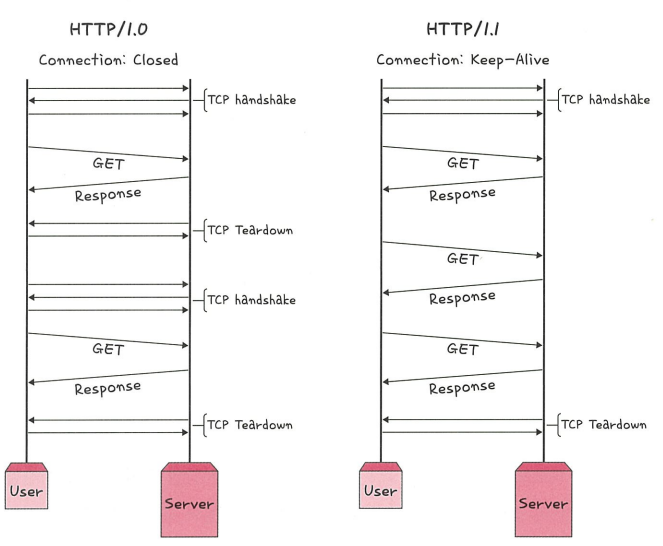 HTTP/1.0
Connection: Closed
TCP handshake
GET
Response
TCP Teardown
TCP handshake
GET
Response
TCP Teardown
User
Server
HTTP/1.1
Connection: Keep-Alive
TCP handshake
GET
Response
GET
Response
GET
Response
TCP Teardown
User
Server